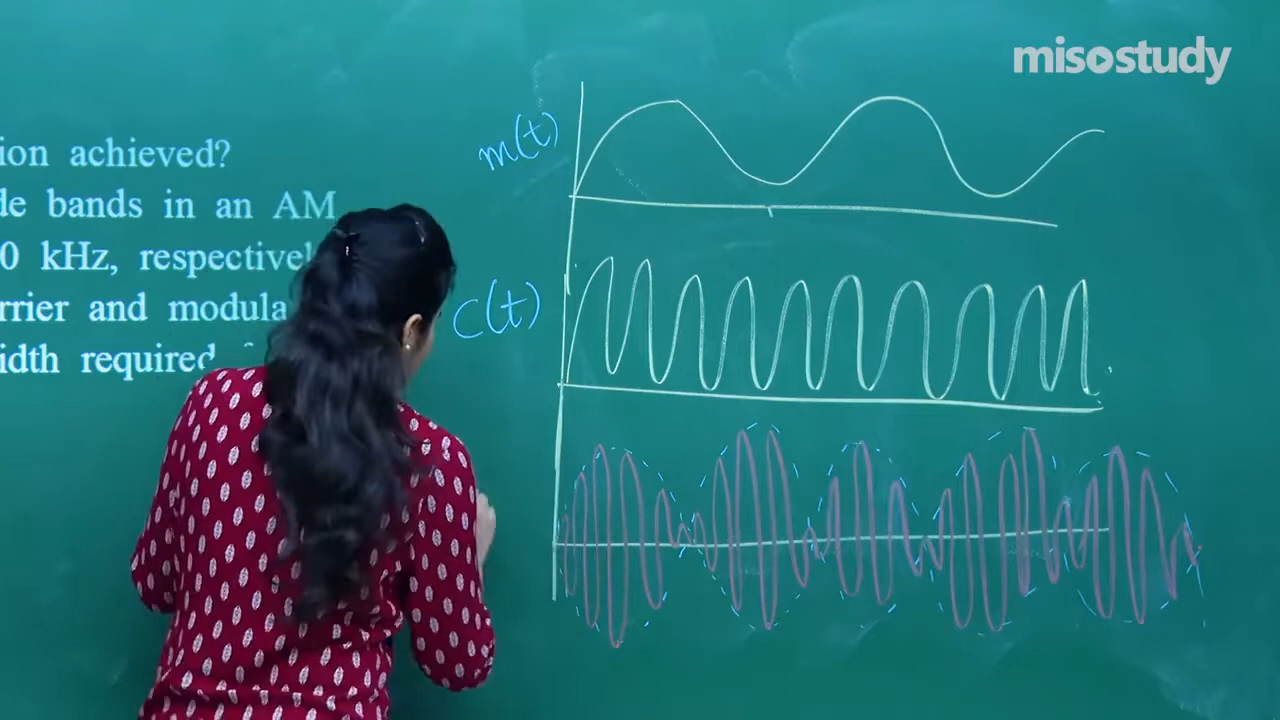 misostudy
ion achieved?
de bands in an AM
0 kHz, respectivel
rrier and modula
idth required
m(t)
C(t)